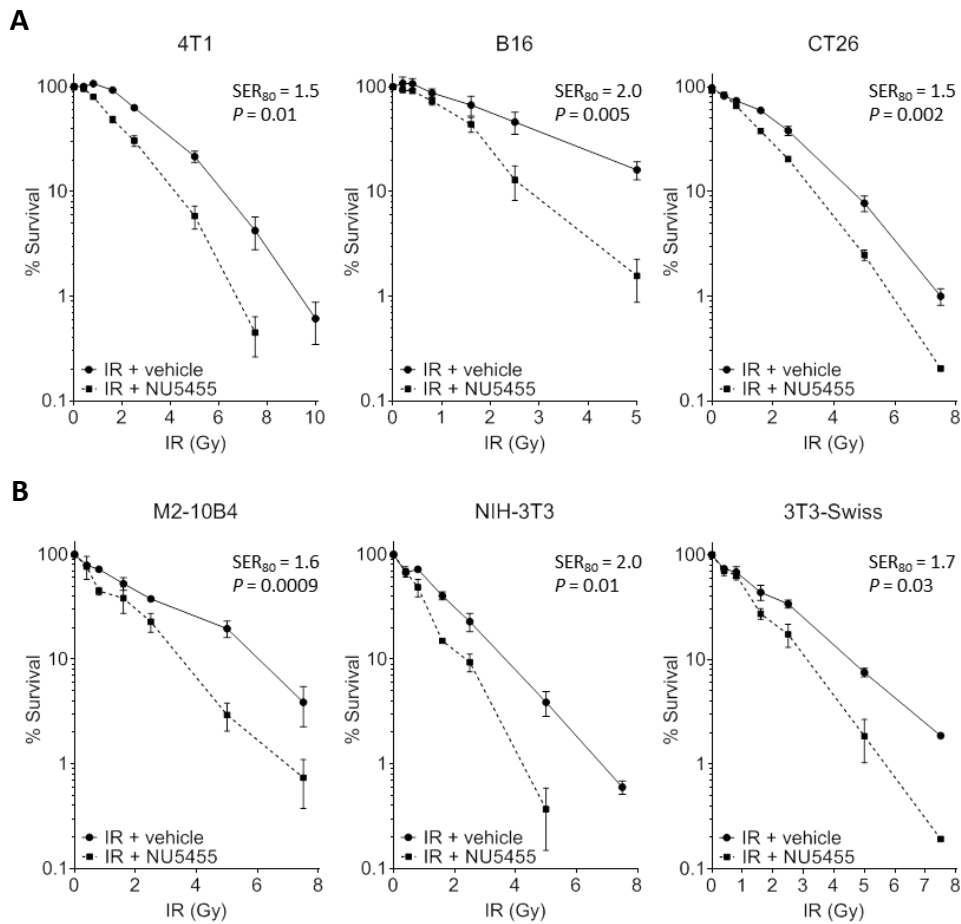 A
4T1
B16
CT26
SER80 = 1.5
P = 0.01
SER80 = 2.0
P = 0.005
SER80 = 1.5
P = 0.002
% Survival
100
10
1
0.1
IR + vehicle
IR + NU5455
0 2 4 6 8 10
IR (Gy)
% Survival
100
10
1
0.1
IR + vehicle
IR + NU5455
0 1 2 3 4 5
IR (Gy)
% Survival
100
10
1
0.1
IR + vehicle
IR + NU5455
0 2 4 6 8
IR (Gy)
B
M2-10B4
NIH-3T3
3T3-Swiss
SER80 = 1.6
P = 0.0009
SER80 = 2.0
P = 0.01
SER80 = 1.7
P = 0.03
% Survival
100
10
1
0.1
IR + vehicle
IR + NU5455
0 2 4 6 8
IR (Gy)
% Survival
100
10
1
0.1
IR + vehicle
IR + NU5455
0 2 4 6 8
IR (Gy)
% Survival
100
10
1
0.1
IR + vehicle
IR + NU5455
0 1 2 3 4 5 6 7 8
IR (Gy)